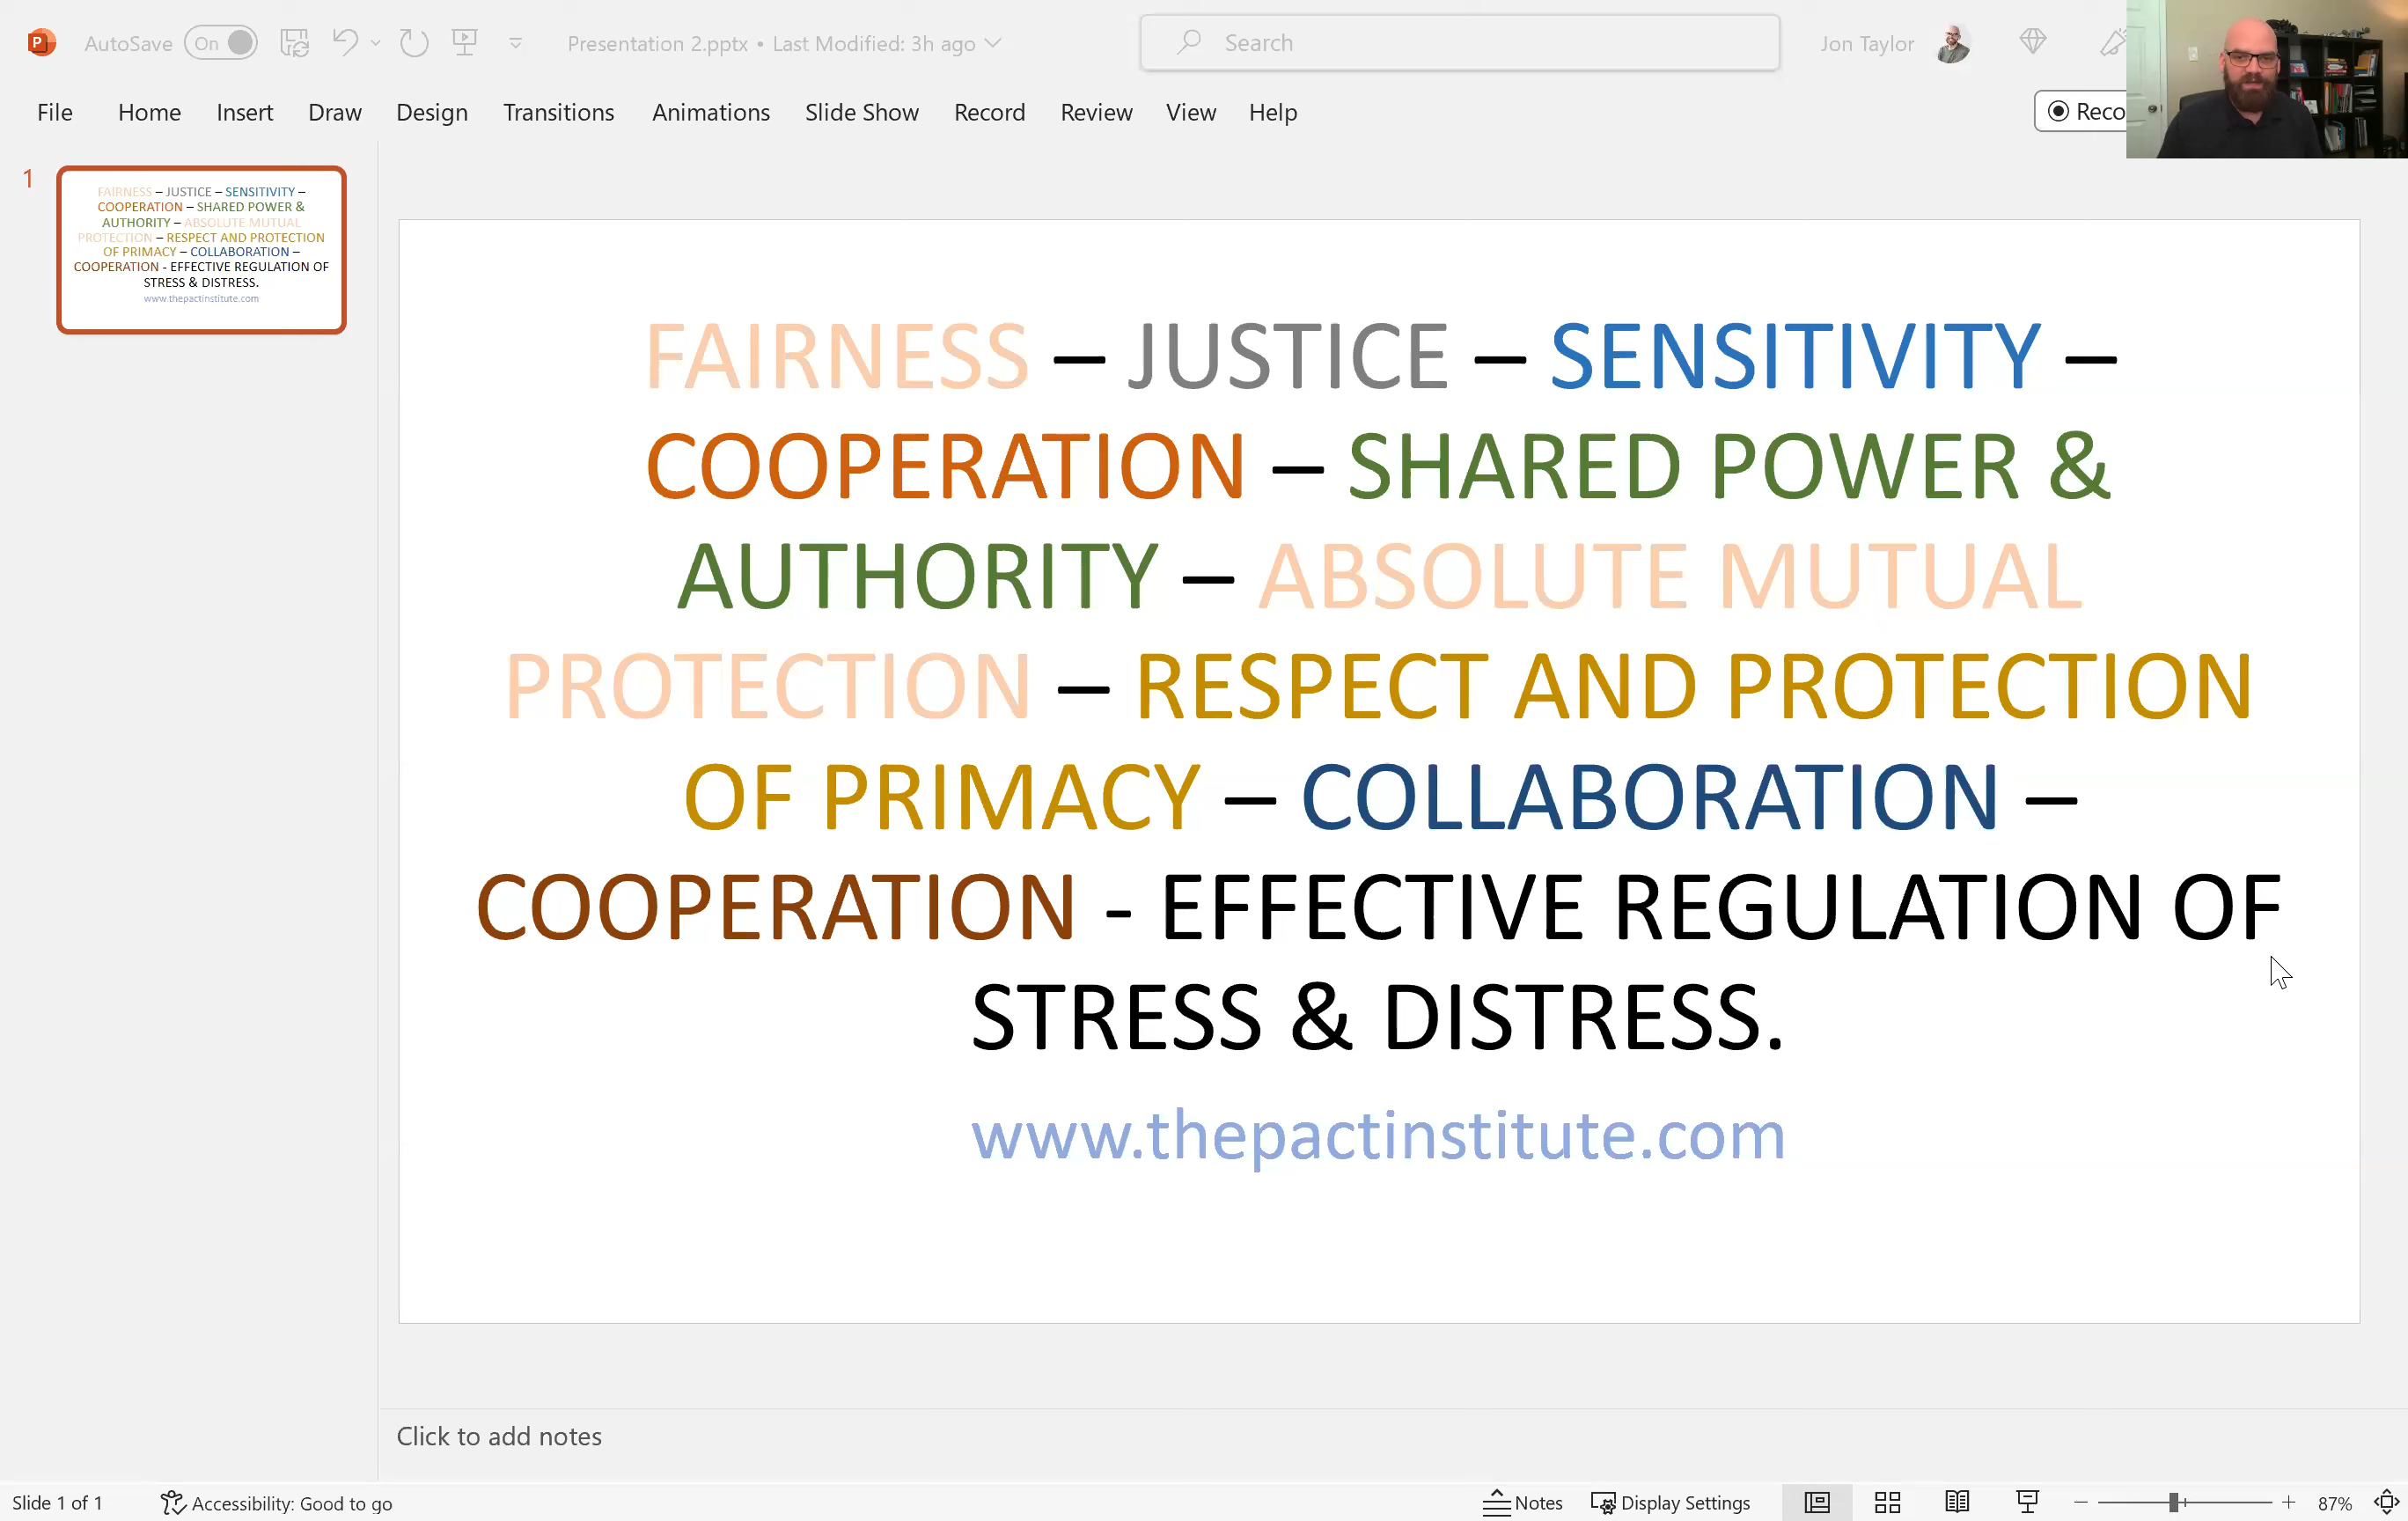 AutoSave On Presentation 2.pptx • Last Modified: 3h ago Search Jon Taylor
File Home Insert Draw Design Transitions Animations Slide Show Record Review View Help Reco
1
FAIRNESS – JUSTICE – SENSITIVITY –
COOPERATION – SHARED POWER &
AUTHORITY – ABSOLUTE MUTUAL
PROTECTION – RESPECT AND PROTECTION
OF PRIMACY – COLLABORATION –
COOPERATION - EFFECTIVE REGULATION OF
STRESS & DISTRESS.
www.thepactinstitute.com
FAIRNESS – JUSTICE – SENSITIVITY –
COOPERATION – SHARED POWER &
AUTHORITY – ABSOLUTE MUTUAL
PROTECTION – RESPECT AND PROTECTION
OF PRIMACY – COLLABORATION –
COOPERATION - EFFECTIVE REGULATION OF
STRESS & DISTRESS.
www.thepactinstitute.com
Click to add notes
Slide 1 of 1 Accessibility: Good to go Notes Display Settings 87%